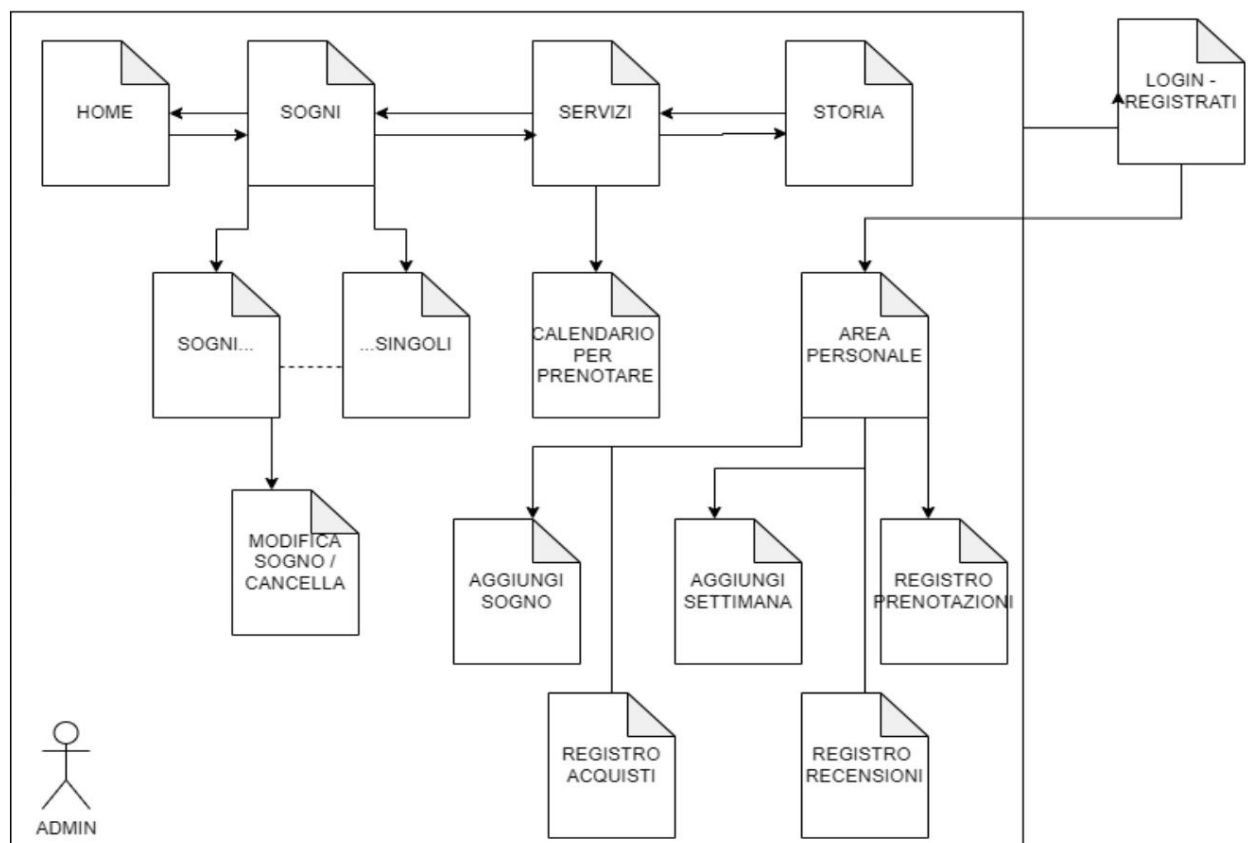 HOME
SOGNI
SERVIZI
STORIA
LOGIN -
REGISTRATI
SOGNI...
...SINGOLI
CALENDARIO
PER
PRENOTARE
AREA
PERSONALE
MODIFICA
SOGNO /
CANCELLA
AGGIUNGI
SOGNO
AGGIUNGI
SETTIMANA
REGISTRO
PRENOTAZIONI
REGISTRO
ACQUISTI
REGISTRO
RECENSIONI
ADMIN